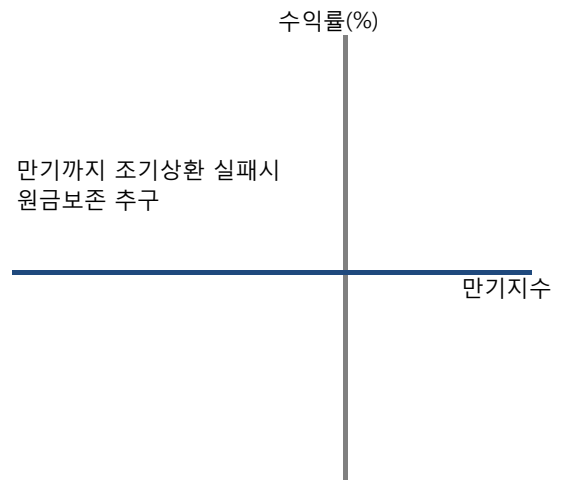 수익률(%)
만기까지 조기상환 실패시
원금보존 추구
만기지수